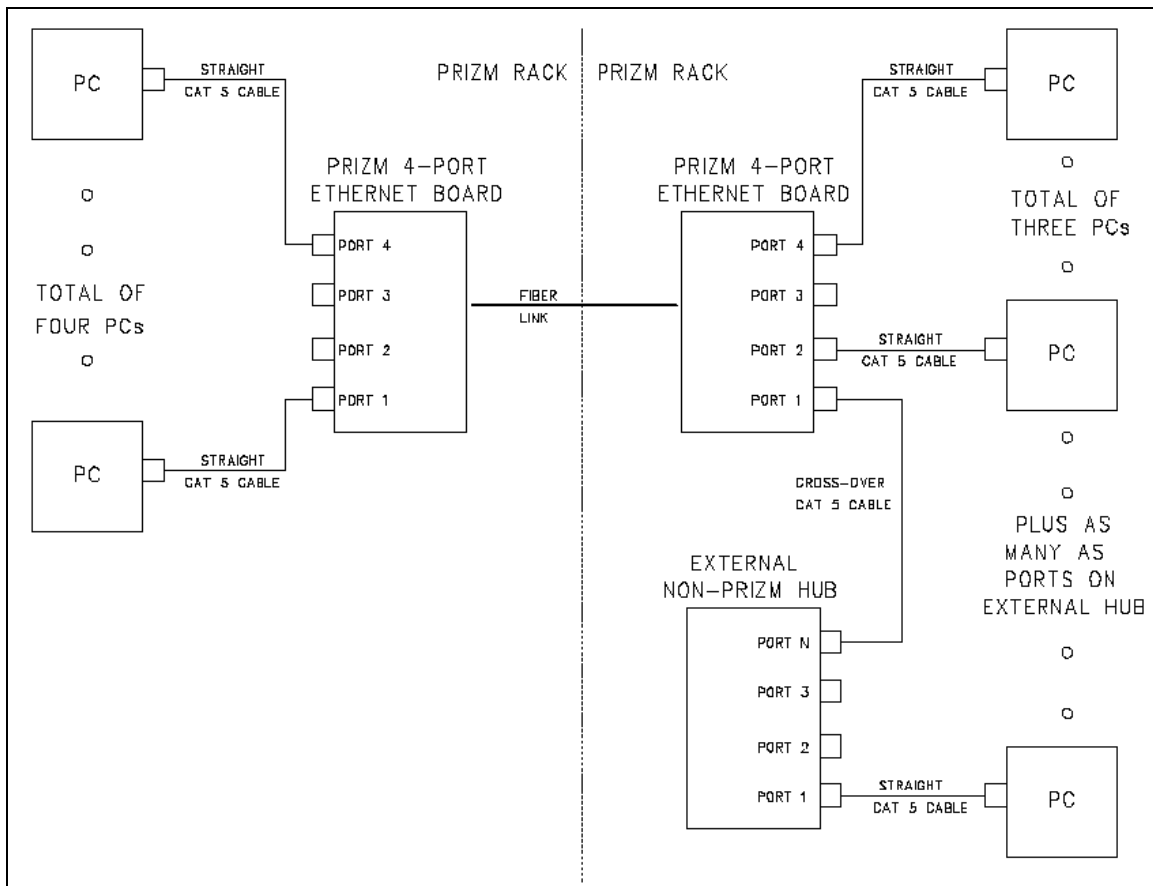 PC
STRAIGHT
CAT 5 CABLE
PRIZM RACK
PRIZM 4-PORT
ETHERNET BOARD
PORT 4
PORT 3
PORT 2
PORT 1
TOTAL OF
FOUR PCs
PC
STRAIGHT
CAT 5 CABLE
FIBER
LINK
PRIZM RACK
STRAIGHT
CAT 5 CABLE
PC
PRIZM 4-PORT
ETHERNET BOARD
PORT 4
PORT 3
PORT 2
PORT 1
TOTAL OF
THREE PCs
STRAIGHT
CAT 5 CABLE
PC
CROSS-OVER
CAT 5 CABLE
PLUS AS
MANY AS
PORTS ON
EXTERNAL HUB
EXTERNAL
NON-PRIZM HUB
PORT N
PORT 3
PORT 2
PORT 1
STRAIGHT
CAT 5 CABLE
PC